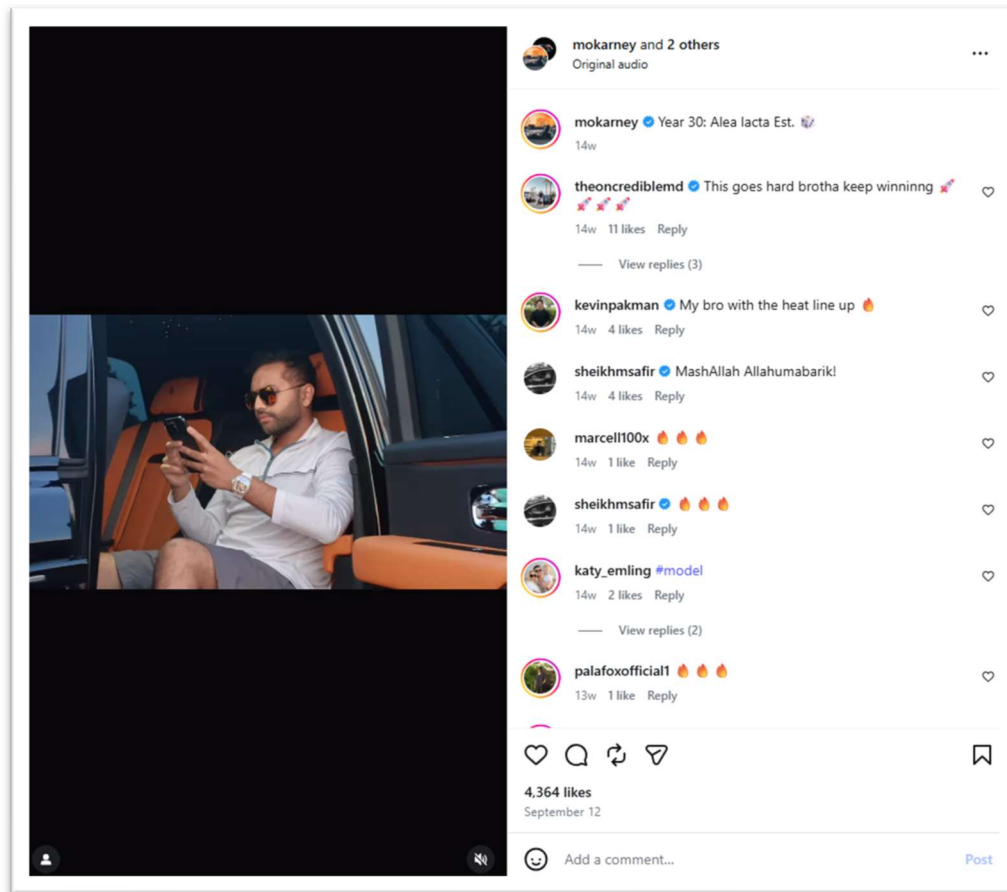 mokarney and 2 others
Original audio
mokarney Year 30: Alea Iacta Est. 🎲
14w
theoncrediblemd This goes hard brotha keep winninng 🚀
🚀 🚀 🚀
14w 11 likes Reply
View replies (3)
kevinpakman My bro with the heat line up 🔥
14w 4 likes Reply
sheikhmsafir MashAllah Allahumabarik!
14w 4 likes Reply
marcell100x 🔥 🔥 🔥
14w 1 like Reply
sheikhmsafir 🔥 🔥 🔥
14w 1 like Reply
katy_emling #model
14w 2 likes Reply
View replies (2)
palafoxofficial1 🔥 🔥 🔥
13w 1 like Reply
4,364 likes
September 12
Add a comment...
Post